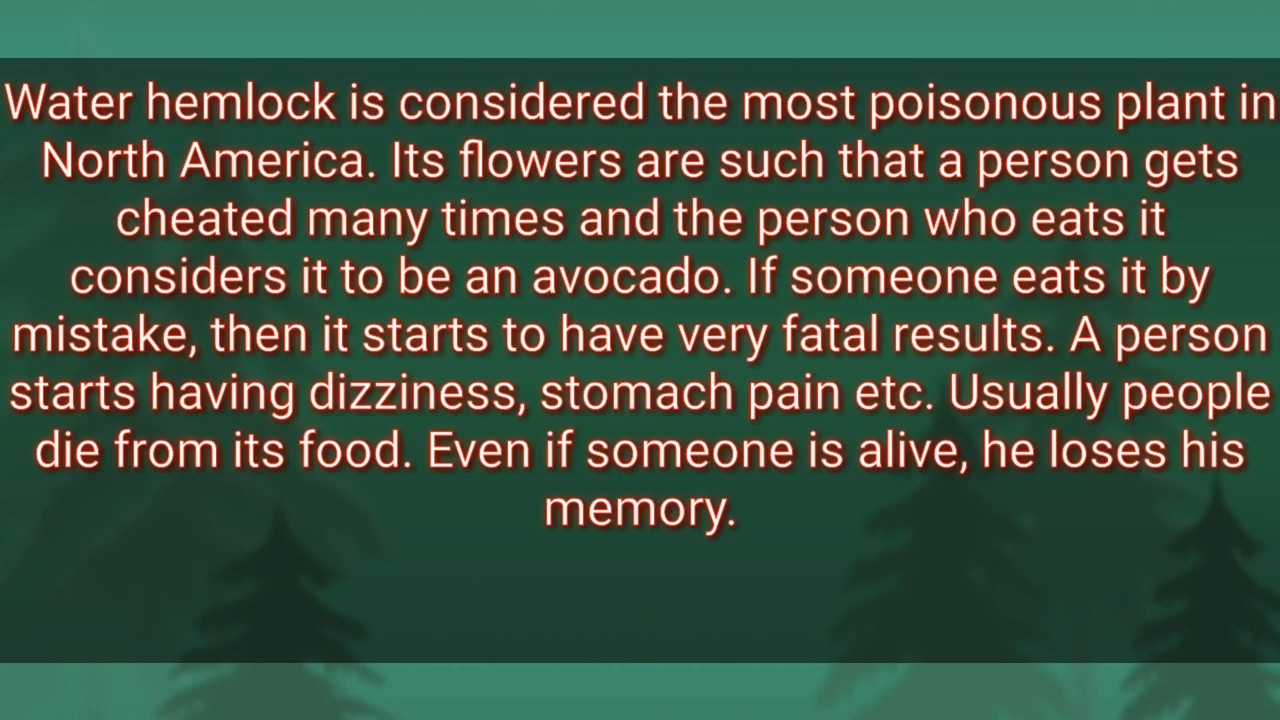 Water hemlock is considered the most poisonous plant in
North America. Its flowers are such that a person gets
cheated many times and the person who eats it
considers it to be an avocado. If someone eats it by
mistake, then it starts to have very fatal results. A person
starts having dizziness, stomach pain etc. Usually people
die from its food. Even if someone is alive, he loses his
memory.